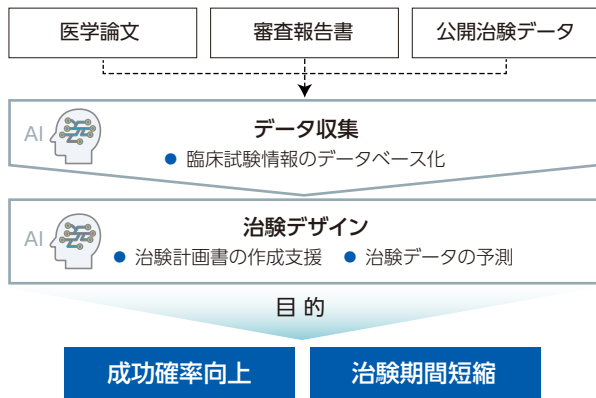 医学論文
審査報告書
公開治験データ
AI
データ収集
● 臨床試験情報のデータベース化
AI
治験デザイン
● 治験計画書の作成支援 ● 治験データの予測
目的
成功確率向上
治験期間短縮